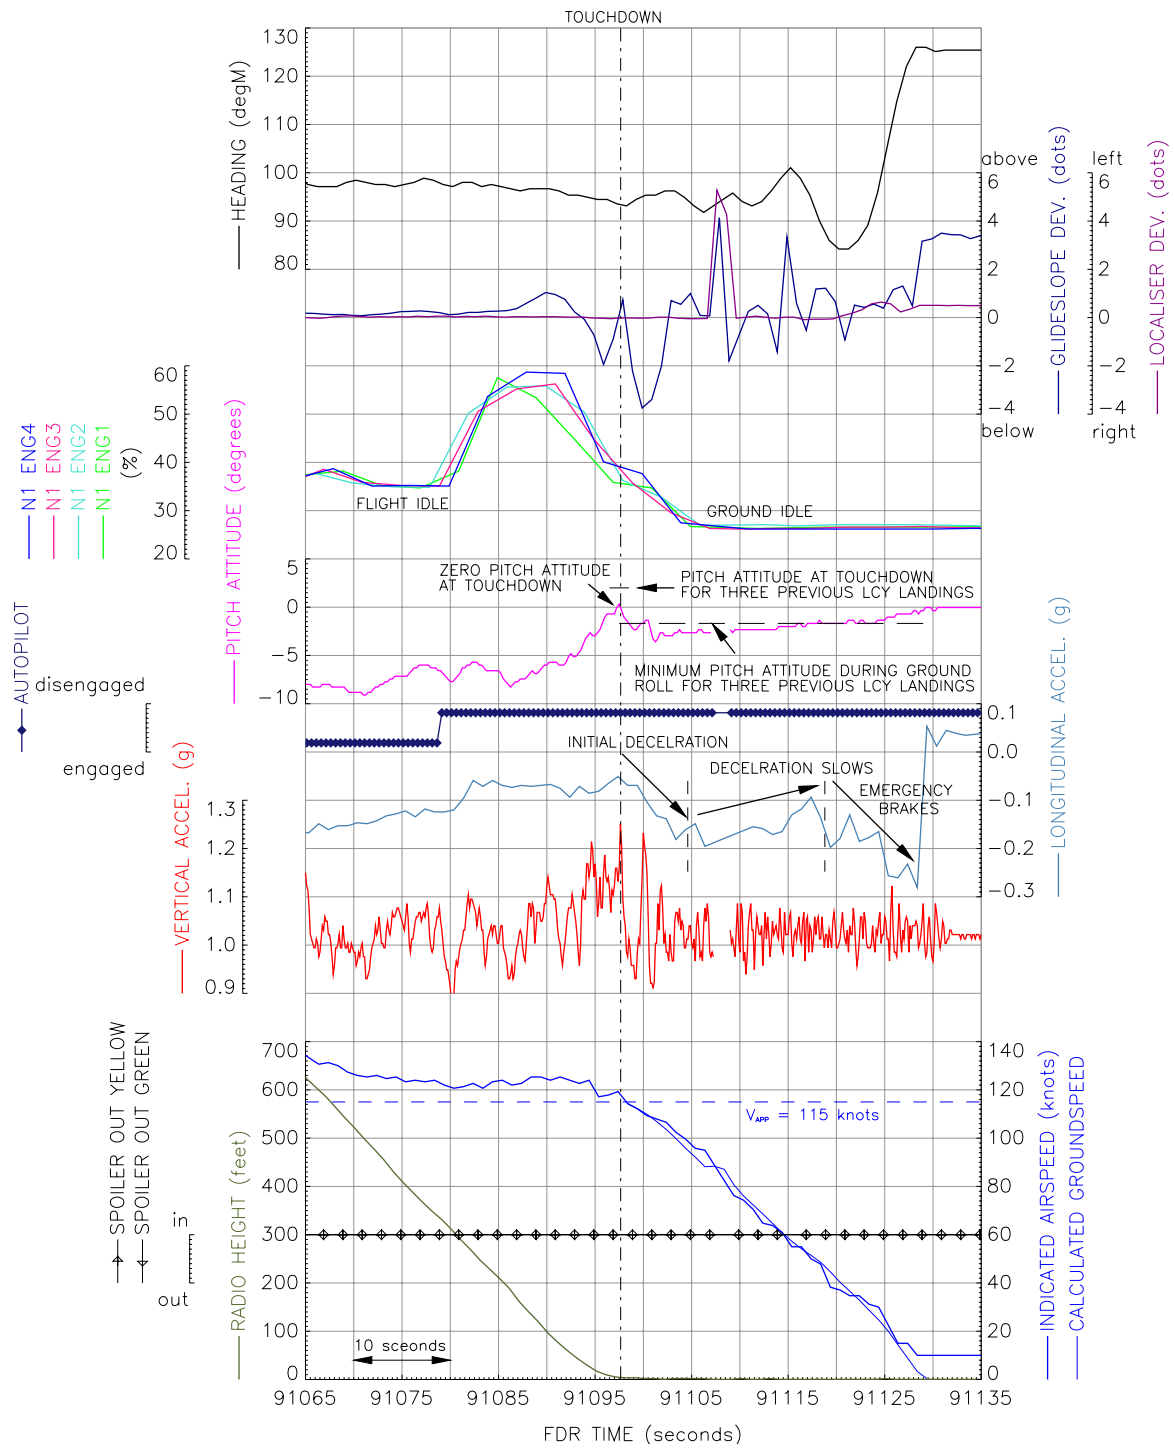 TOUCHDOWN
130
120
110
100
90
80
HEADING (degM)
above
6
4
2
0
−2
−4
below
GLIDESLOPE DEV. (dots)
left
6
4
2
0
−2
−4
right
LOCALISER DEV. (dots)
N1 ENG4
N1 ENG3
N1 ENG2
N1 ENG1
(%)
60
50
40
30
20
FLIGHT IDLE
GROUND IDLE
PITCH ATTITUDE (degrees)
5
0
−5
−10
ZERO PITCH ATTITUDE
AT TOUCHDOWN
PITCH ATTITUDE AT TOUCHDOWN
FOR THREE PREVIOUS LCY LANDINGS
MINIMUM PITCH ATTITUDE DURING GROUND
ROLL FOR THREE PREVIOUS LCY LANDINGS
AUTOPILOT
disengaged
engaged
INITIAL DECELRATION
DECELRATION SLOWS
EMERGENCY
BRAKES
0.1
0.0
−0.1
−0.2
−0.3
LONGITUDINAL ACCEL. (g)
VERTICAL ACCEL. (g)
1.3
1.2
1.1
1.0
0.9
SPOILER OUT YELLOW
SPOILER OUT GREEN
in
out
RADIO HEIGHT (feet)
700
600
500
400
300
200
100
0
VAPP = 115 knots
140
120
100
80
60
40
20
0
INDICATED AIRSPEED (knots)
CALCULATED GROUNDSPEED
10 sceonds
91065 91075 91085 91095 91105 91115 91125 91135
FDR TIME (seconds)